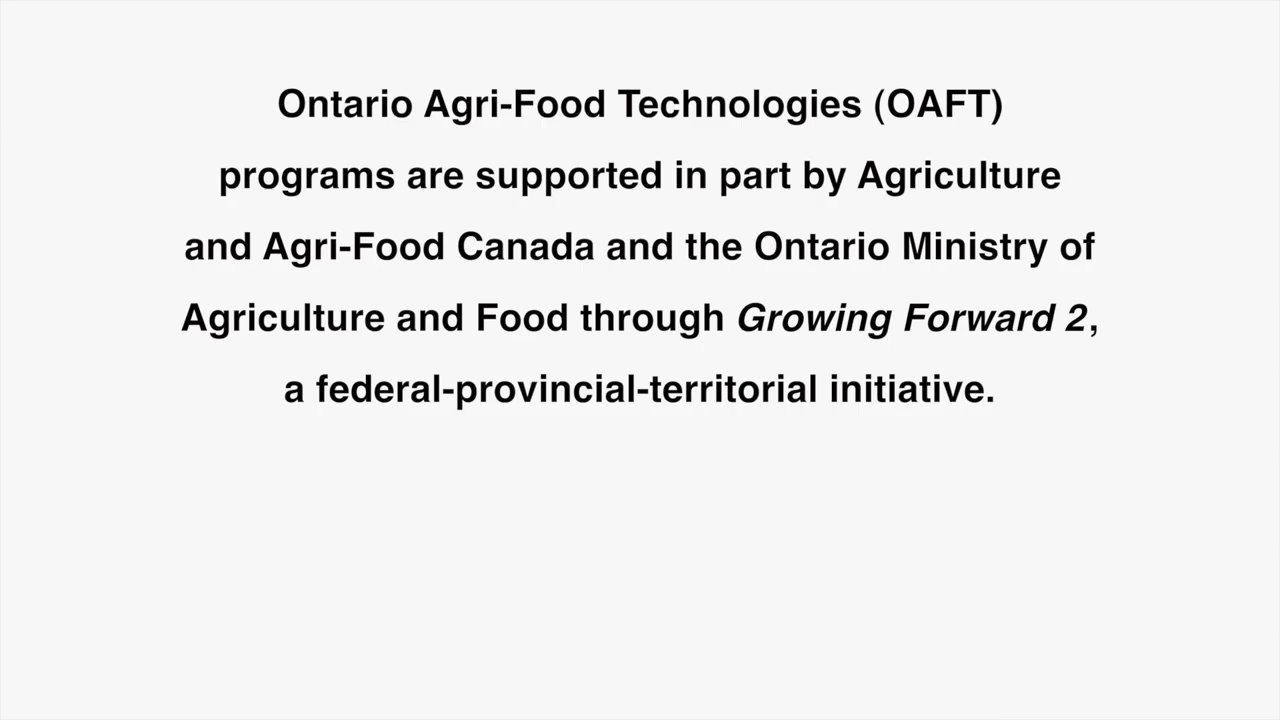 Ontario Agri-Food Technologies (OAFT)
programs are supported in part by Agriculture
and Agri-Food Canada and the Ontario Ministry of
Agriculture and Food through Growing Forward 2,
a federal-provincial-territorial initiative.